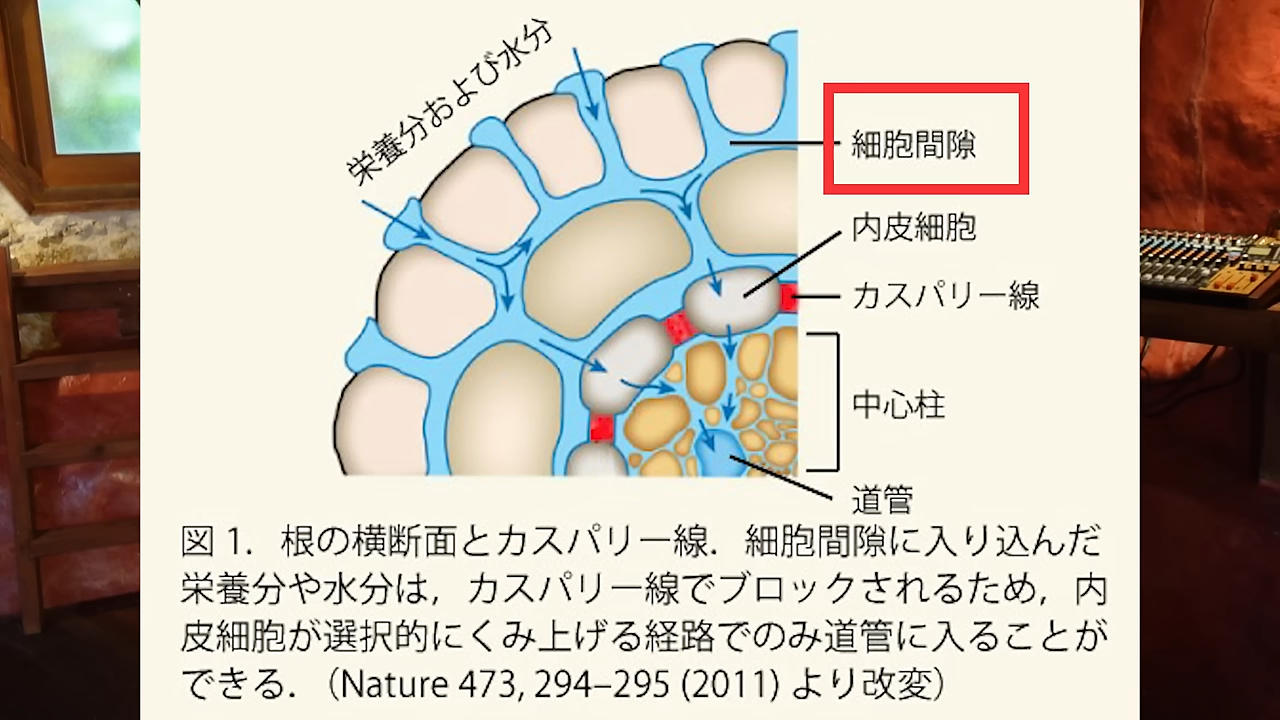 栄養分および水分
細胞間隙
内皮細胞
カスパリー線
中心柱
道管
図 1．根の横断面とカスパリー線．細胞間隙に入り込んだ
栄養分や水分は，カスパリー線でブロックされるため，内
皮細胞が選択的にくみ上げる経路でのみ道管に入ることが
できる．（Nature 473, 294–295 (2011) より改変）